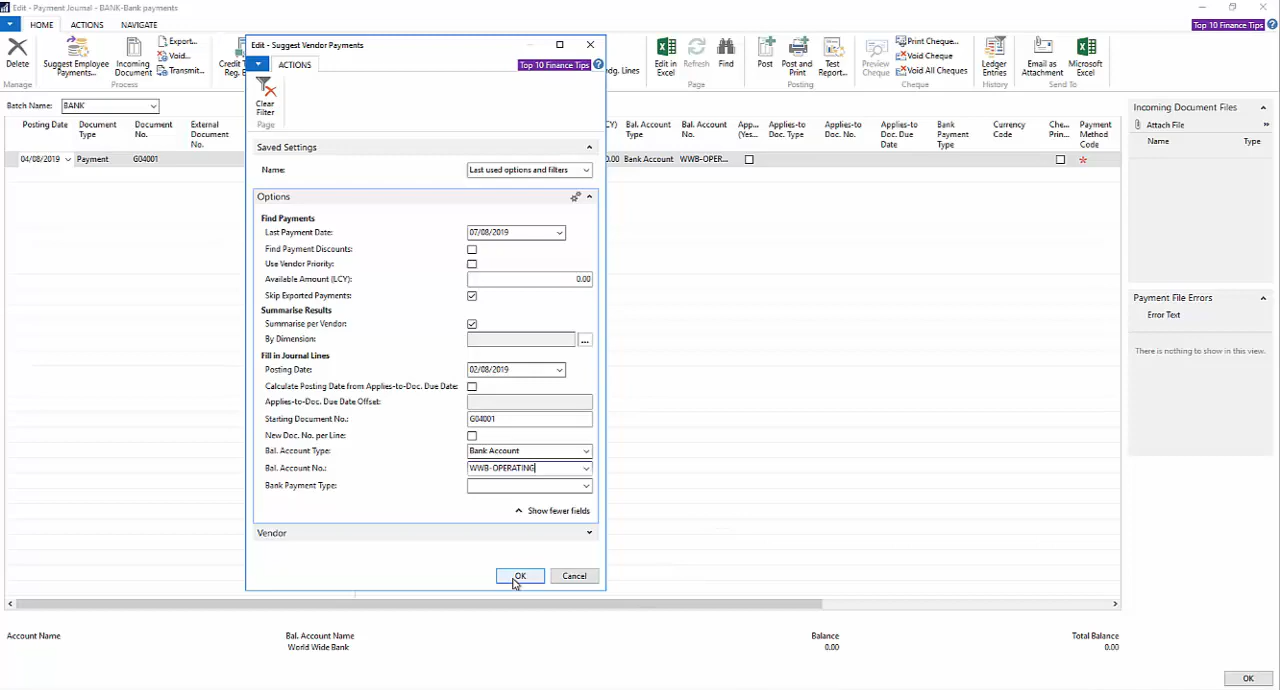 Edit - Payment Journal - BANK-Bank payments
HOME ACTIONS NAVIGATE
Top 10 Finance Tips
Delete
Manage
Suggest Employee Payments...
Incoming Document
Export...
Void...
Transmit...
Process
Credit
Reg. E
dg. Lines
Edit in Excel
Refresh
Find
Page
Post
Post and Print
Test Report...
Posting
Preview Cheque
Print Cheque...
Void Cheque
Void All Cheques
Cheque
Ledger Entries
History
Email as Attachment
Microsoft Excel
Send To
Batch Name: BANK
Posting Date
Document Type
Document No.
External Document No.
CY)
Bal. Account Type
Bal. Account No.
App... (Yes...
Applies-to Doc. Type
Applies-to Doc. No.
Applies-to Doc. Due Date
Bank Payment Type
Currency Code
Che... Prin...
Payment Method Code
04/08/2019 Payment G04001 0.00 Bank Account WWB-OPER... *
Edit - Suggest Vendor Payments
ACTIONS
Top 10 Finance Tips
Clear Filter
Page
Saved Settings
Name: Last used options and filters
Options
Find Payments
Last Payment Date: 07/08/2019
Find Payment Discounts:
Use Vendor Priority:
Available Amount (LCY): 0.00
Skip Exported Payments:
Summarise Results
Summarise per Vendor:
By Dimension: ...
Fill in Journal Lines
Posting Date: 02/08/2019
Calculate Posting Date from Applies-to-Doc. Due Date:
Applies-to-Doc. Due Date Offset:
Starting Document No.: G04001
New Doc. No. per Line:
Bal. Account Type: Bank Account
Bal. Account No.: WWB-OPERATING
Bank Payment Type:
Show fewer fields
Vendor
OK Cancel
Incoming Document Files
Attach File
Name Type
Payment File Errors
Error Text
There is nothing to show in this view.
Account Name
Bal. Account Name
World Wide Bank
Balance
0.00
Total Balance
0.00
OK